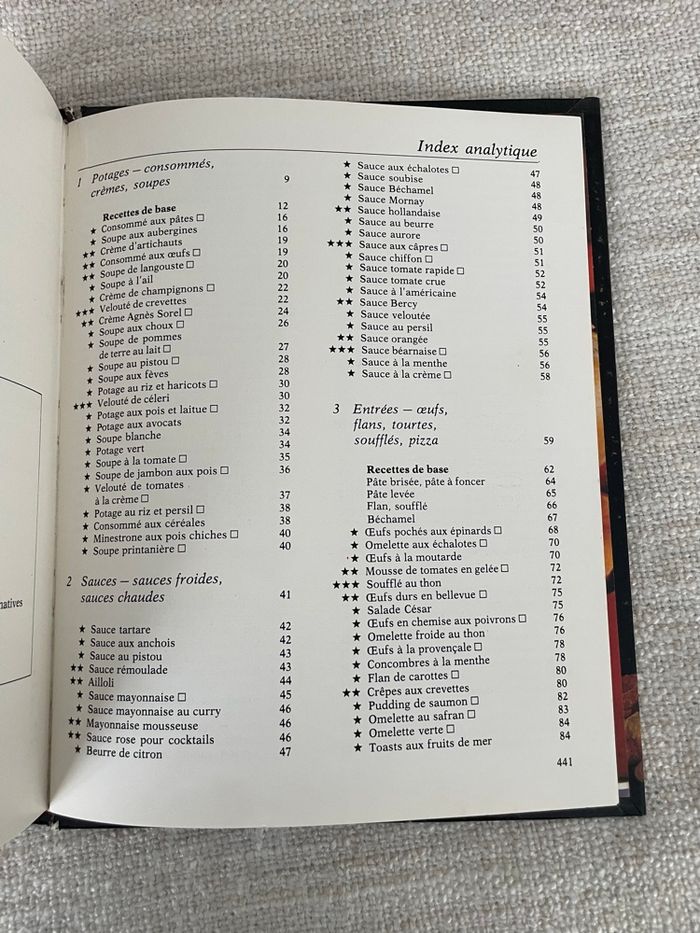 natives
Index analytique
1 Potages – consommés,
crèmes, soupes 9
Recettes de base 12
★ Consommé aux pâtes □ 16
★ Soupe aux aubergines 16
★★ Crème d'artichauts 19
★★ Consommé aux œufs □ 19
★★ Soupe de langouste □ 20
★ Soupe à l'ail 20
★ Crème de champignons □ 22
★★★ Velouté de crevettes 22
★★ Crème Agnès Sorel □ 24
★ Soupe aux choux □ 26
★ Soupe de pommes
de terre au lait □ 27
★ Soupe au pistou □ 28
★ Soupe aux fèves 28
★ Potage au riz et haricots □ 30
★★★ Velouté de céleri 30
★ Potage aux pois et laitue □ 32
★ Potage aux avocats 32
★ Soupe blanche 34
★ Potage vert 34
★ Soupe à la tomate □ 35
★ Soupe de jambon aux pois □ 36
★ Velouté de tomates
à la crème □ 37
★ Potage au riz et persil □ 38
★ Consommé aux céréales 38
★ Minestrone aux pois chiches □ 40
★ Soupe printanière □ 40
2 Sauces – sauces froides,
sauces chaudes 41
★ Sauce tartare 42
★ Sauce aux anchois 42
★ Sauce au pistou 43
★★ Sauce rémoulade 43
★★ Ailloli 44
★ Sauce mayonnaise □ 45
★ Sauce mayonnaise au curry 46
★★ Mayonnaise mousseuse 46
★★ Sauce rose pour cocktails 46
★ Beurre de citron 47
★ Sauce aux échalotes □ 47
★ Sauce soubise 48
★ Sauce Béchamel 48
★ Sauce Mornay 48
★★ Sauce hollandaise 49
★ Sauce au beurre 50
★ Sauce aurore 50
★★★ Sauce aux câpres □ 51
★ Sauce chiffon □ 51
★ Sauce tomate rapide □ 52
★ Sauce tomate crue 52
★ Sauce à l'américaine 54
★★ Sauce Bercy 54
★ Sauce veloutée 55
★ Sauce au persil 55
★★ Sauce orangée 55
★★★ Sauce béarnaise □ 56
★ Sauce à la menthe 56
★ Sauce à la crème □ 58
3 Entrées – œufs,
flans, tourtes,
soufflés, pizza 59
Recettes de base 62
Pâte brisée, pâte à foncer 64
Pâte levée 65
Flan, soufflé 66
Béchamel 67
★ Œufs pochés aux épinards □ 68
★ Omelette aux échalotes □ 70
★ Œufs à la moutarde 70
★★ Mousse de tomates en gelée □ 72
★★★ Soufflé au thon 72
★★ Œufs durs en bellevue □ 75
★ Salade César 75
★ Œufs en chemise aux poivrons □ 76
★ Omelette froide au thon 76
★ Œufs à la provençale □ 78
★ Concombres à la menthe 78
★ Flan de carottes □ 80
★★ Crêpes aux crevettes 80
★ Pudding de saumon □ 82
★ Omelette au safran □ 83
★ Omelette verte □ 84
★ Toasts aux fruits de mer 84
441